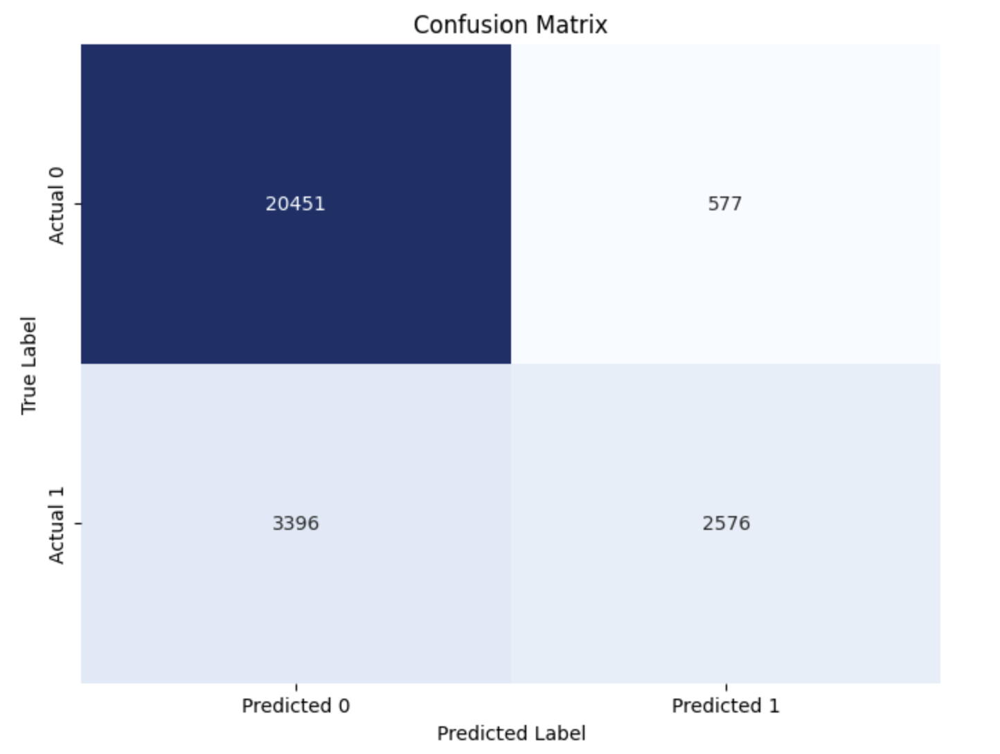 Confusion Matrix
Actual 0
20451
577
True Label
Actual 1
3396
2576
Predicted 0
Predicted 1
Predicted Label